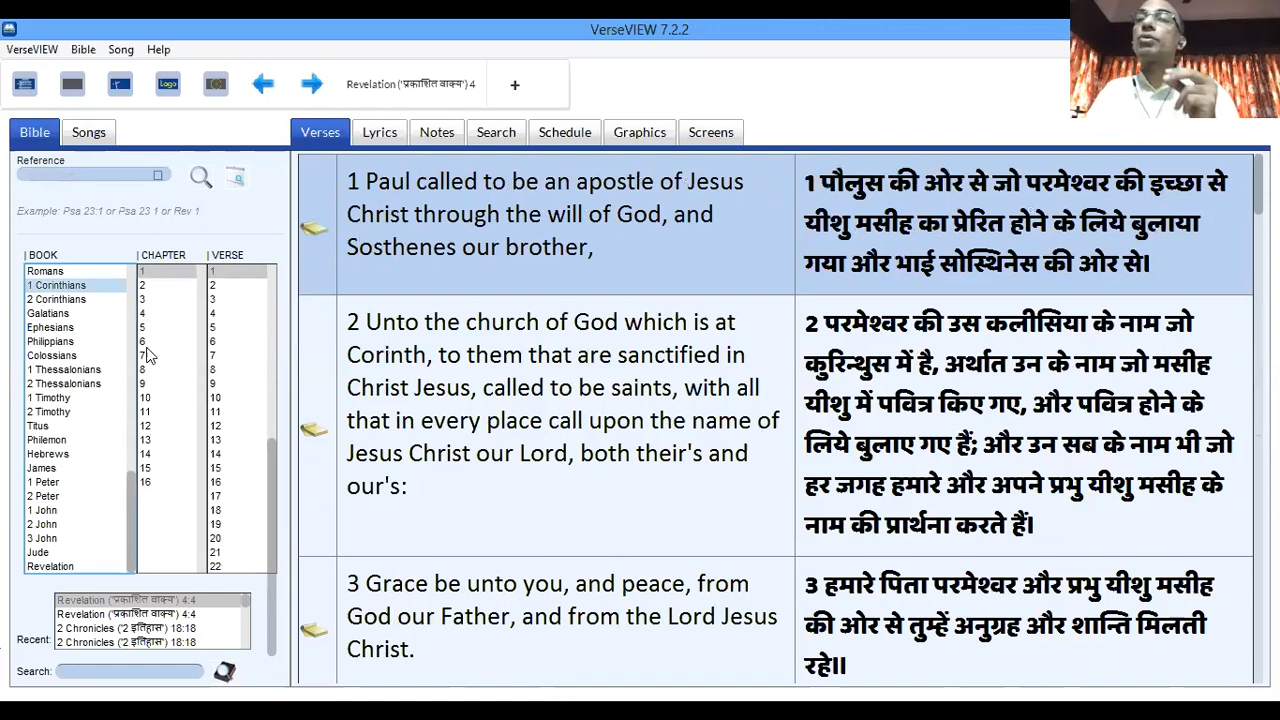 VerseVIEW 7.2.2
VerseVIEW Bible Song Help
Logo
Revelation ('प्रकाशित वाक्य') 4
+
Bible Songs
Verses Lyrics Notes Search Schedule Graphics Screens
Reference
Example: Psa 23:1 or Psa 23 1 or Rev 1
BOOK CHAPTER VERSE
Romans 1 1
1 Corinthians 2 2
2 Corinthians 3 3
Galatians 4 4
Ephesians 5 5
Philippians 6 6
Colossians 7 7
1 Thessalonians 8 8
2 Thessalonians 9 9
1 Timothy 10 10
2 Timothy 11 11
Titus 12 12
Philemon 13 13
Hebrews 14 14
James 15 15
1 Peter 16 16
2 Peter 17
1 John 18
2 John 19
3 John 20
Jude 21
Revelation 22
Recent:
Revelation ('प्रकाशित वाक्य') 4:4
Revelation ('प्रकाशित वाक्य') 4:4
2 Chronicles ('2 इतिहास') 18:18
2 Chronicles ('2 इतिहास') 18:18
Search:
1 Paul called to be an apostle of Jesus
Christ through the will of God, and
Sosthenes our brother,
1 पौलुस की ओर से जो परमेश्वर की इच्छा से
यीशु मसीह का प्रेरित होने के लिये बुलाया
गया और भाई सोस्थिनेस की ओर से।
2 Unto the church of God which is at
Corinth, to them that are sanctified in
Christ Jesus, called to be saints, with all
that in every place call upon the name of
Jesus Christ our Lord, both their's and
our's:
2 परमेश्वर की उस कलीसिया के नाम जो
कुरिन्थुस में है, अर्थात उन के नाम जो मसीह
यीशु में पवित्र किए गए, और पवित्र होने के
लिये बुलाए गए हैं; और उन सब के नाम भी जो
हर जगह हमारे और अपने प्रभु यीशु मसीह के
नाम की प्रार्थना करते हैं।
3 Grace be unto you, and peace, from
God our Father, and from the Lord Jesus
Christ.
3 हमारे पिता परमेश्वर और प्रभु यीशु मसीह
की ओर से तुम्हें अनुग्रह और शान्ति मिलती
रहे॥